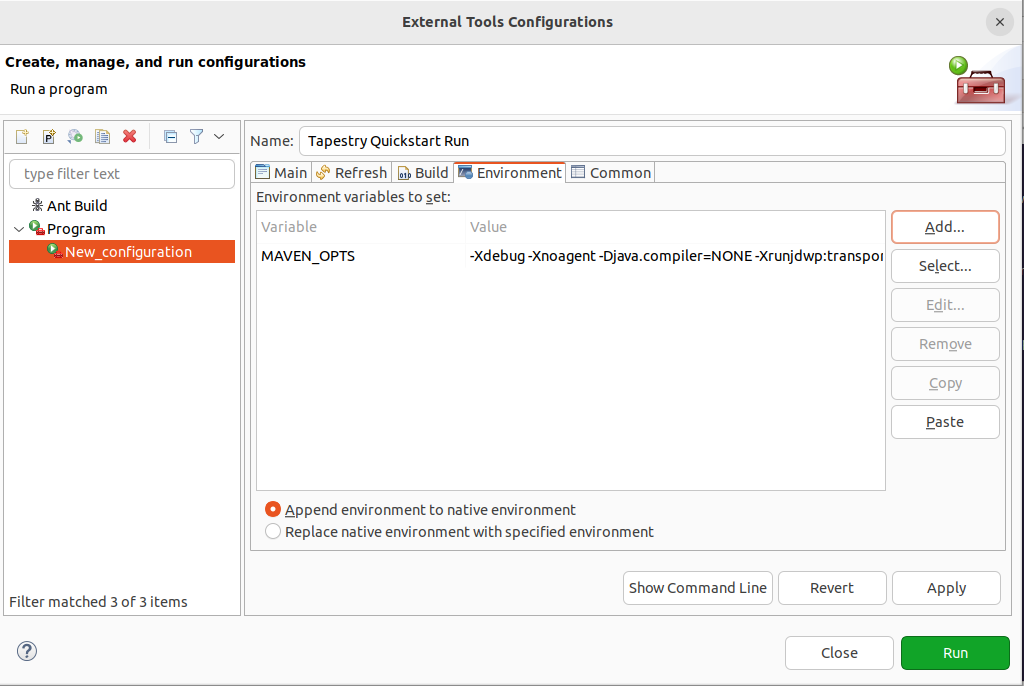 External Tools Configurations
Create, manage, and run configurations
Run a program
type filter text
Ant Build
Program
New_configuration
Filter matched 3 of 3 items
Name: Tapestry Quickstart Run
Main Refresh Build Environment Common
Environment variables to set:
Variable Value
MAVEN_OPTS -Xdebug -Xnoagent -Djava.compiler=NONE -Xrunjdwp:transpor
Add...
Select...
Edit...
Remove
Copy
Paste
Append environment to native environment
Replace native environment with specified environment
Show Command Line Revert Apply
Close Run